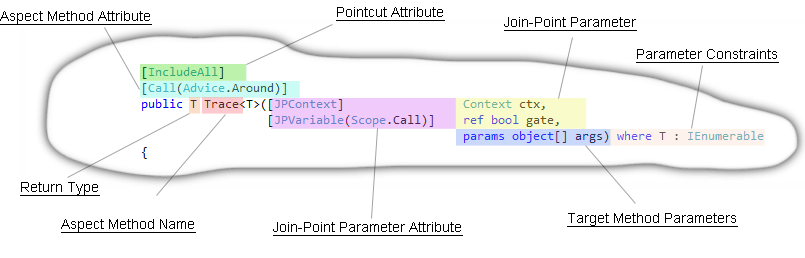 Aspect Method Attribute
Pointcut Attribute
Join-Point Parameter
Parameter Constraints
[IncludeAll]
[Call(Advice.Around)]
public T Trace<T>([JPContext] Context ctx,
[JPVariable(Scope.Call)] ref bool gate,
params object[] args) where T : IEnumerable
{
Return Type
Aspect Method Name
Join-Point Parameter Attribute
Target Method Parameters